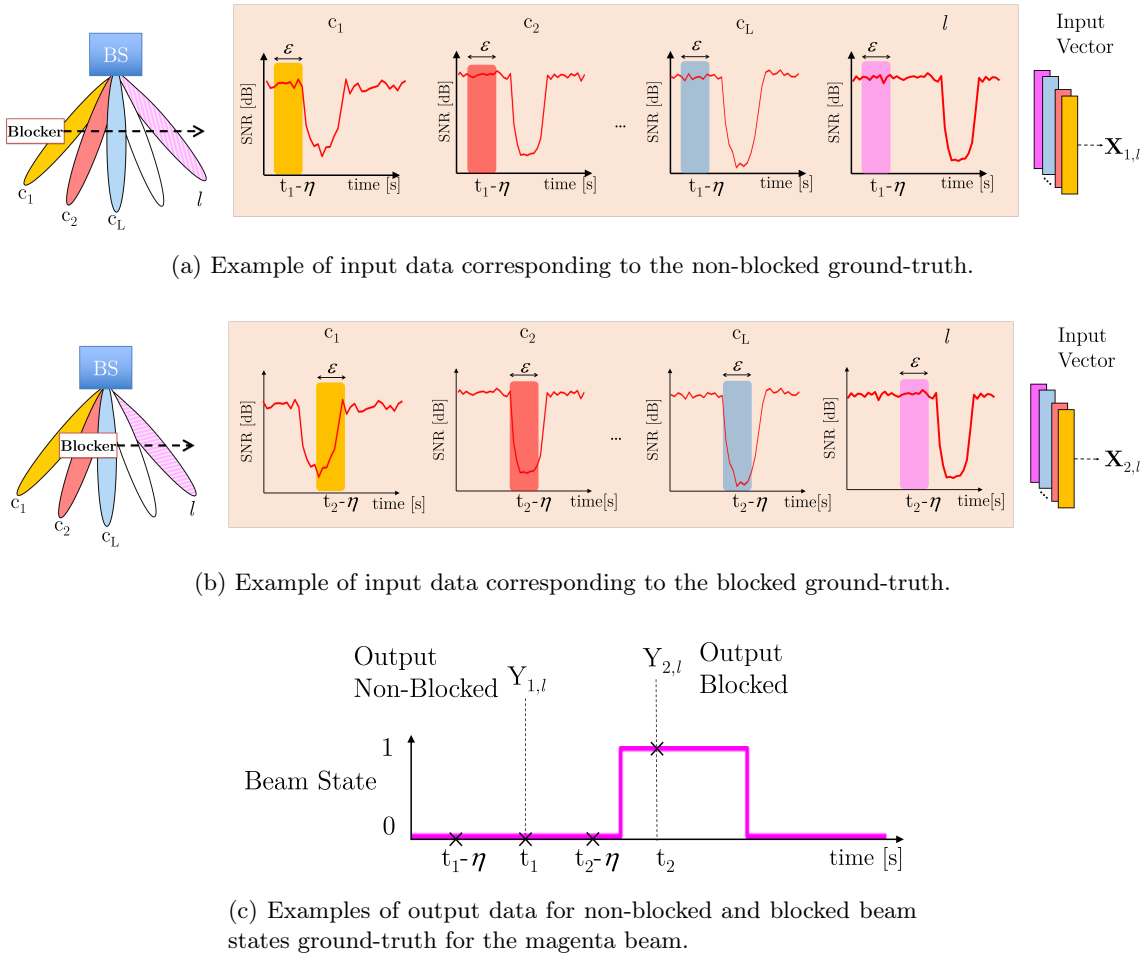 c₁ c₂ c_L l
Input
Vector
BS
ε ε ε ε
Blocker
SNR [dB] SNR [dB] ... SNR [dB] SNR [dB]
X₁,l
c₁ c₂ c_L l
t₁-η time [s] t₁-η time [s] t₁-η time [s] t₁-η time [s]
(a) Example of input data corresponding to the non-blocked ground-truth.
c₁ c₂ c_L l
Input
Vector
BS
ε ε ε ε
Blocker
SNR [dB] SNR [dB] ... SNR [dB] SNR [dB]
X₂,l
c₁ c₂ c_L l
t₂-η time [s] t₂-η time[s] t₂-η time[s] t₂-η time[s]
(b) Example of input data corresponding to the blocked ground-truth.
Output
Non-Blocked
Y₁,l
Y₂,l
Output
Blocked
1
Beam State
0
t₁-η t₁ t₂-η t₂ time [s]
(c) Examples of output data for non-blocked and blocked beam
states ground-truth for the magenta beam.